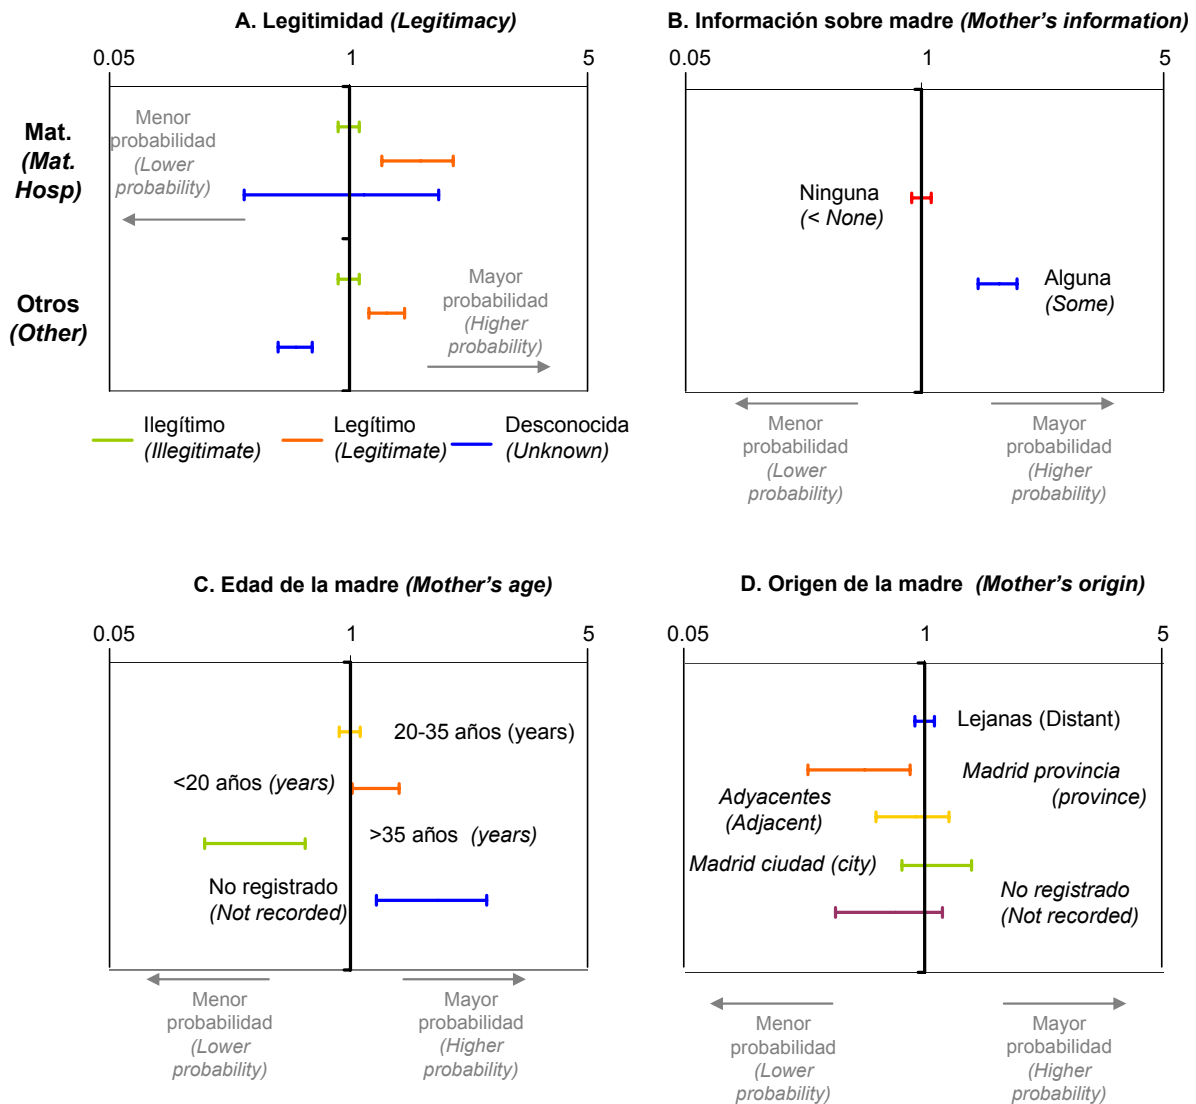 A. Legitimidad (Legitimacy)
0.05 1 5
Menor
probabilidad
(Lower
probability)
Mat.
(Mat.
Hosp)
Otros
(Other)
Mayor
probabilidad
(Higher
probability)
Ilegítimo
(Illegitimate)
Legítimo
(Legitimate)
Desconocida
(Unknown)
B. Información sobre madre (Mother’s information)
0.05 1 5
Ninguna
(< None)
Alguna
(Some)
Menor
probabilidad
(Lower
probability)
Mayor
probabilidad
(Higher
probability)
C. Edad de la madre (Mother’s age)
0.05 1 5
20-35 años (years)
<20 años (years)
>35 años (years)
No registrado
(Not recorded)
Menor
probabilidad
(Lower
probability)
Mayor
probabilidad
(Higher
probability)
D. Origen de la madre (Mother’s origin)
0.05 1 5
Lejanas (Distant)
Madrid provincia
(province)
Adyacentes
(Adjacent)
Madrid ciudad (city)
No registrado
(Not recorded)
Menor
probabilidad
(Lower
probability)
Mayor
probabilidad
(Higher
probability)